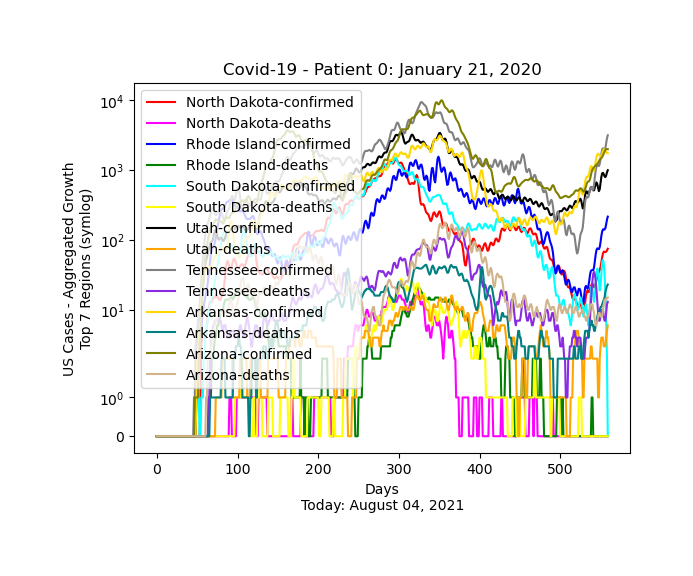 Covid-19 - Patient 0: January 21, 2020
US Cases - Aggregated Growth
Top 7 Regions (symlog)
10^4
10^3
10^2
10^1
10^0
0
North Dakota-confirmed
North Dakota-deaths
Rhode Island-confirmed
Rhode Island-deaths
South Dakota-confirmed
South Dakota-deaths
Utah-confirmed
Utah-deaths
Tennessee-confirmed
Tennessee-deaths
Arkansas-confirmed
Arkansas-deaths
Arizona-confirmed
Arizona-deaths
0 100 200 300 400 500
Days
Today: August 04, 2021